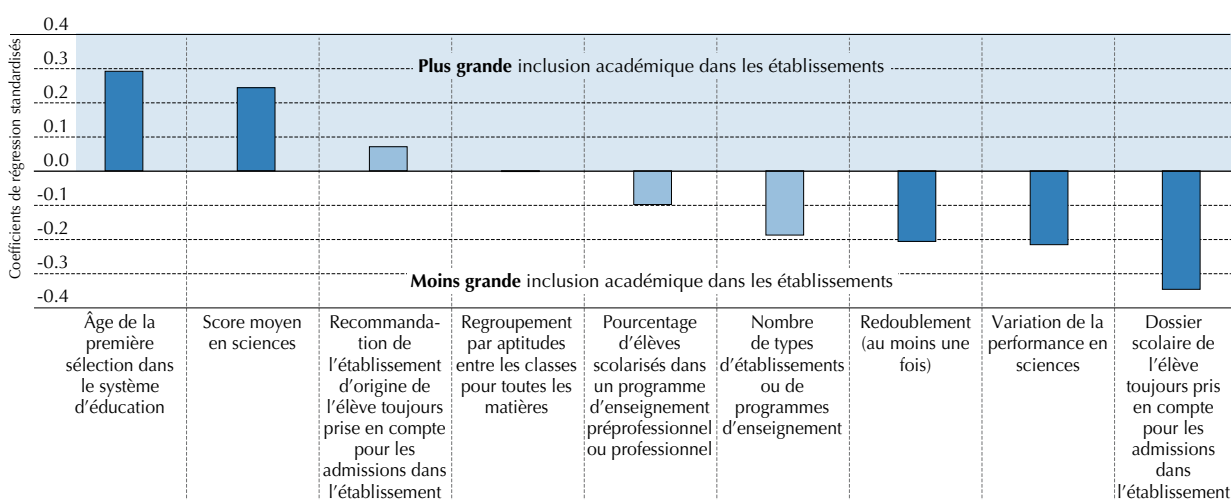 Coefficients de régression standardisés
0.4
0.3
0.2
0.1
0.0
-0.1
-0.2
-0.3
-0.4
Plus grande inclusion académique dans les établissements
Moins grande inclusion académique dans les établissements
Âge de la
première
sélection dans
le système
d’éducation
Score moyen
en sciences
Recommanda-
tion de
l’établissement
d’origine de
l’élève toujours
prise en compte
pour les
admissions dans
l’établissement
Regroupement
par aptitudes
entre les classes
pour toutes les
matières
Pourcentage
d’élèves
scolarisés dans
un programme
d’enseignement
préprofessionnel
ou professionnel
Nombre
de types
d’établissements
ou de
programmes
d’enseignement
Redoublement
(au moins une
fois)
Variation de la
performance en
sciences
Dossier
scolaire de
l’élève
toujours pris
en compte
pour les
admissions
dans
l’établissement